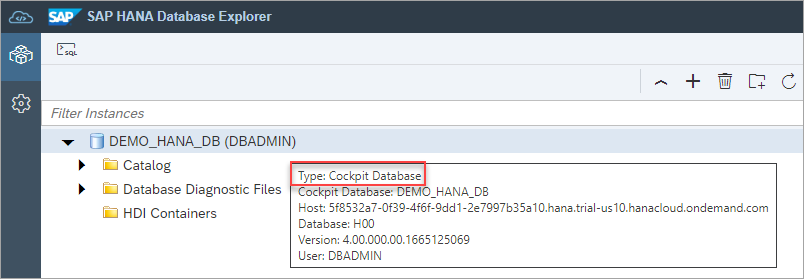 SAP SAP HANA Database Explorer
SQL
Filter Instances
DEMO_HANA_DB (DBADMIN)
Catalog
Database Diagnostic Files
HDI Containers
Type: Cockpit Database
Cockpit Database: DEMO_HANA_DB
Host: 5f8532a7-0f39-4f6f-9dd1-2e7997b35a10.hana.trial-us10.hanacloud.ondemand.com
Database: H00
Version: 4.00.000.00.1665125069
User: DBADMIN